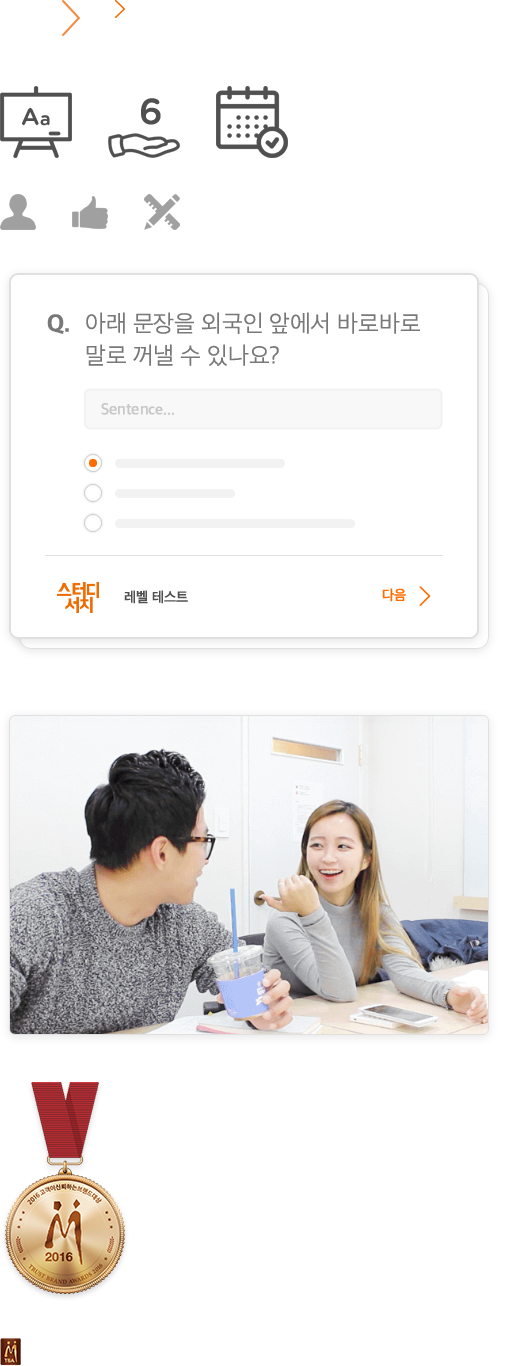 Aa
6
Q. 아래 문장을 외국인 앞에서 바로바로
말로 꺼낼 수 있나요?
Sentence...
스터디
서치
레벨 테스트
다음
2016 고객이신뢰하는브랜드대상
2016
TRUST BRAND AWARDS 2016
TBA